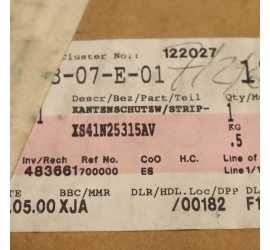 Cluster No.: 122027
3-07-E-01
Descr/Bez/Part/Teil Qty/M
1 KANTENSCHUTZW/STRIP- 1
XS41N25315AV KG
.5
Inv/Rech Ref No. CoO H.C. Line of
483661 700000 ES Line 1/1
BBC/MMR DLR/HDL.Loc/DPP D
.05.00 XJA /00182 F1